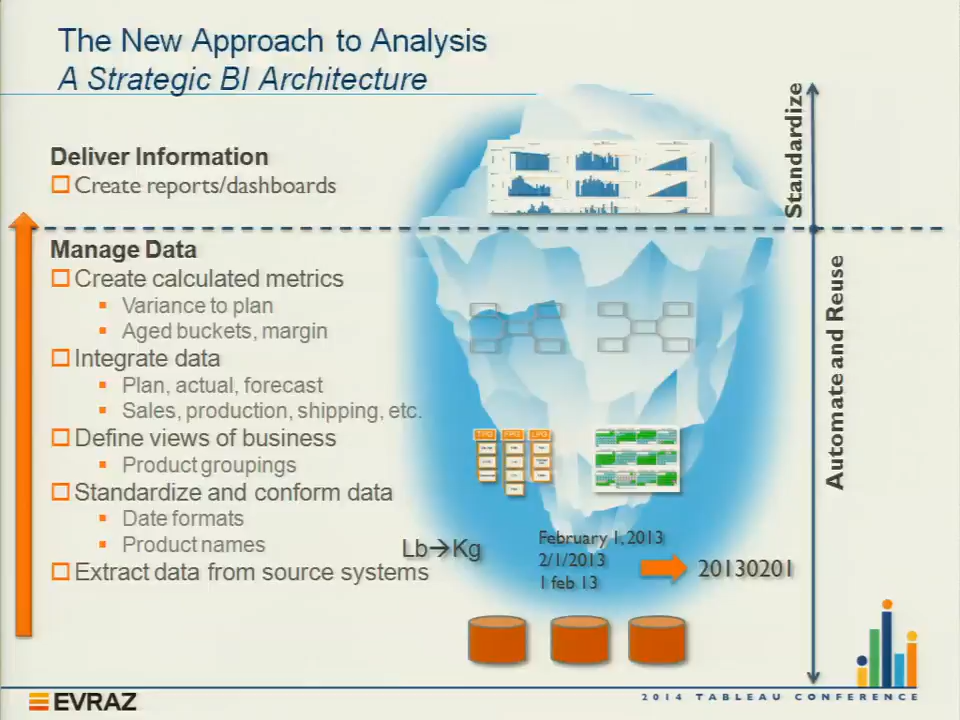 The New Approach to Analysis
A Strategic BI Architecture
Deliver Information
Create reports/dashboards
Manage Data
Create calculated metrics
Variance to plan
Aged buckets, margin
Integrate data
Plan, actual, forecast
Sales, production, shipping, etc.
Define views of business
Product groupings
Standardize and conform data
Date formats
Product names
Extract data from source systems
Lb→Kg
February 1, 2013
2/1/2013
1 feb 13
20130201
Standardize
Automate and Reuse
EVRAZ
2014 TABLEAU CONFERENCE